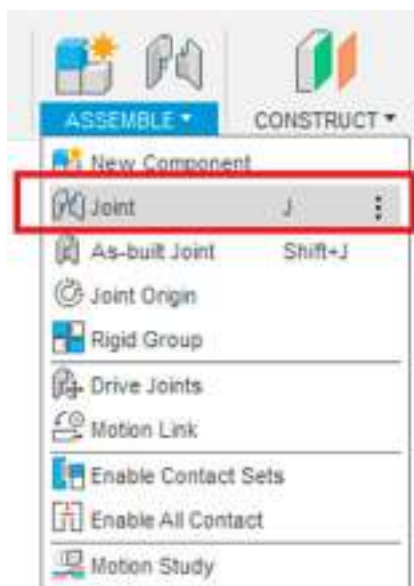 ASSEMBLE
CONSTRUCT
New Component
Joint J
As-built Joint Shift+J
Joint Origin
Rigid Group
Drive Joints
Motion Link
Enable Contact Sets
Enable All Contact
Motion Study